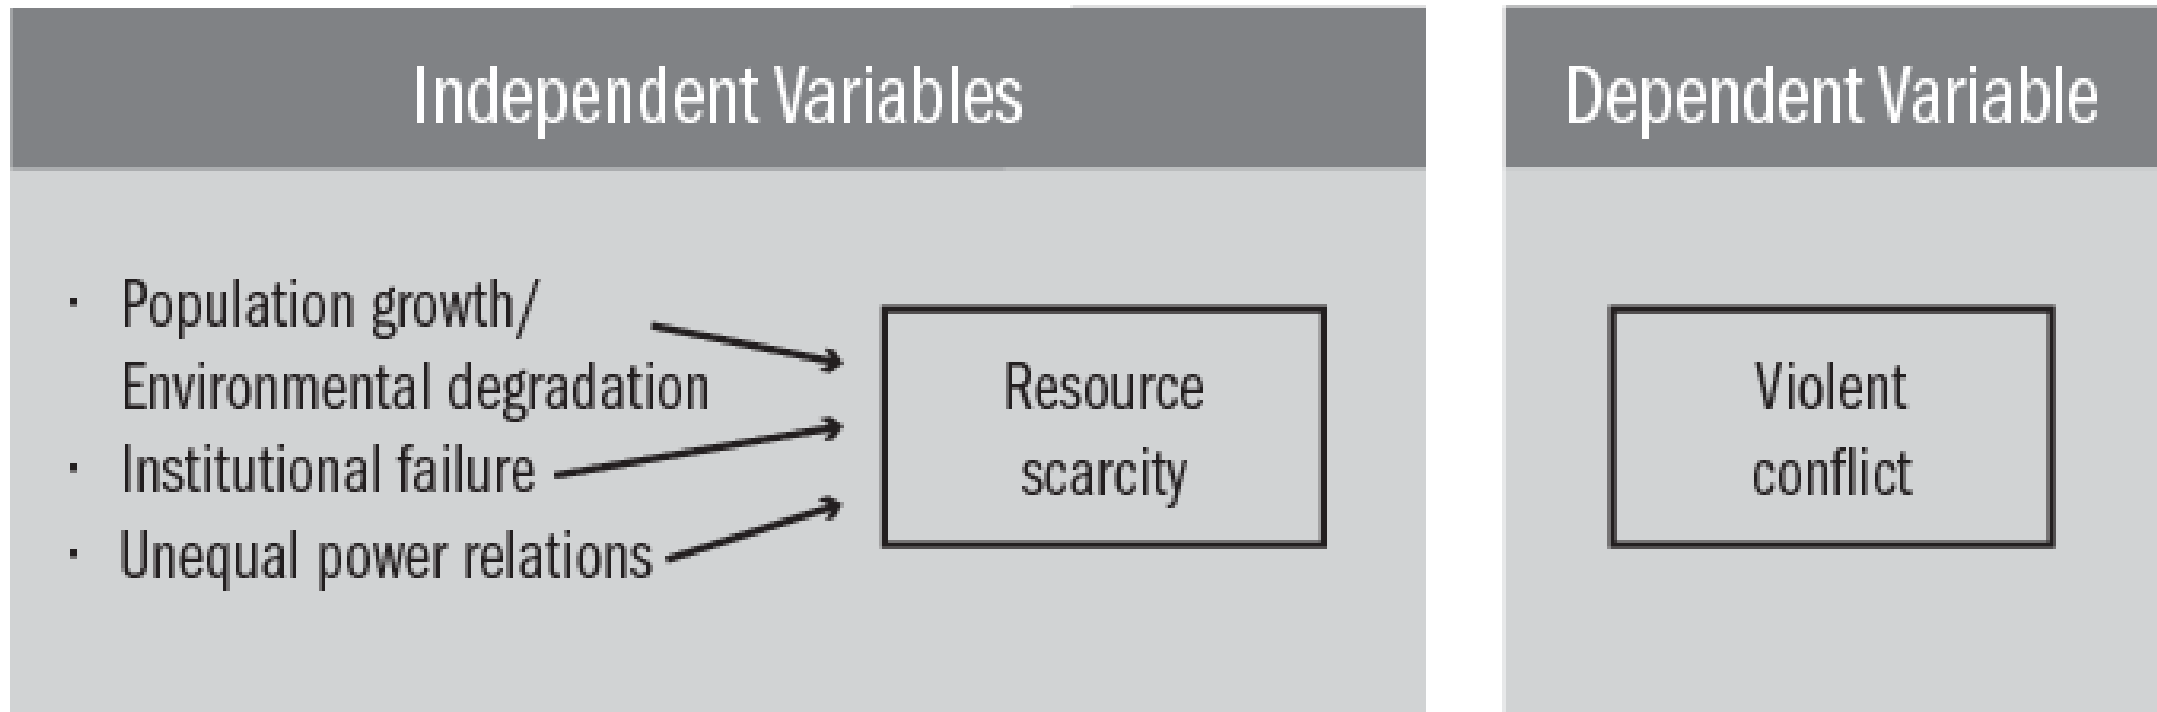 Independent Variables
Dependent Variable
· Population growth/
Environmental degradation
· Institutional failure
· Unequal power relations
Resource
scarcity
Violent
conflict